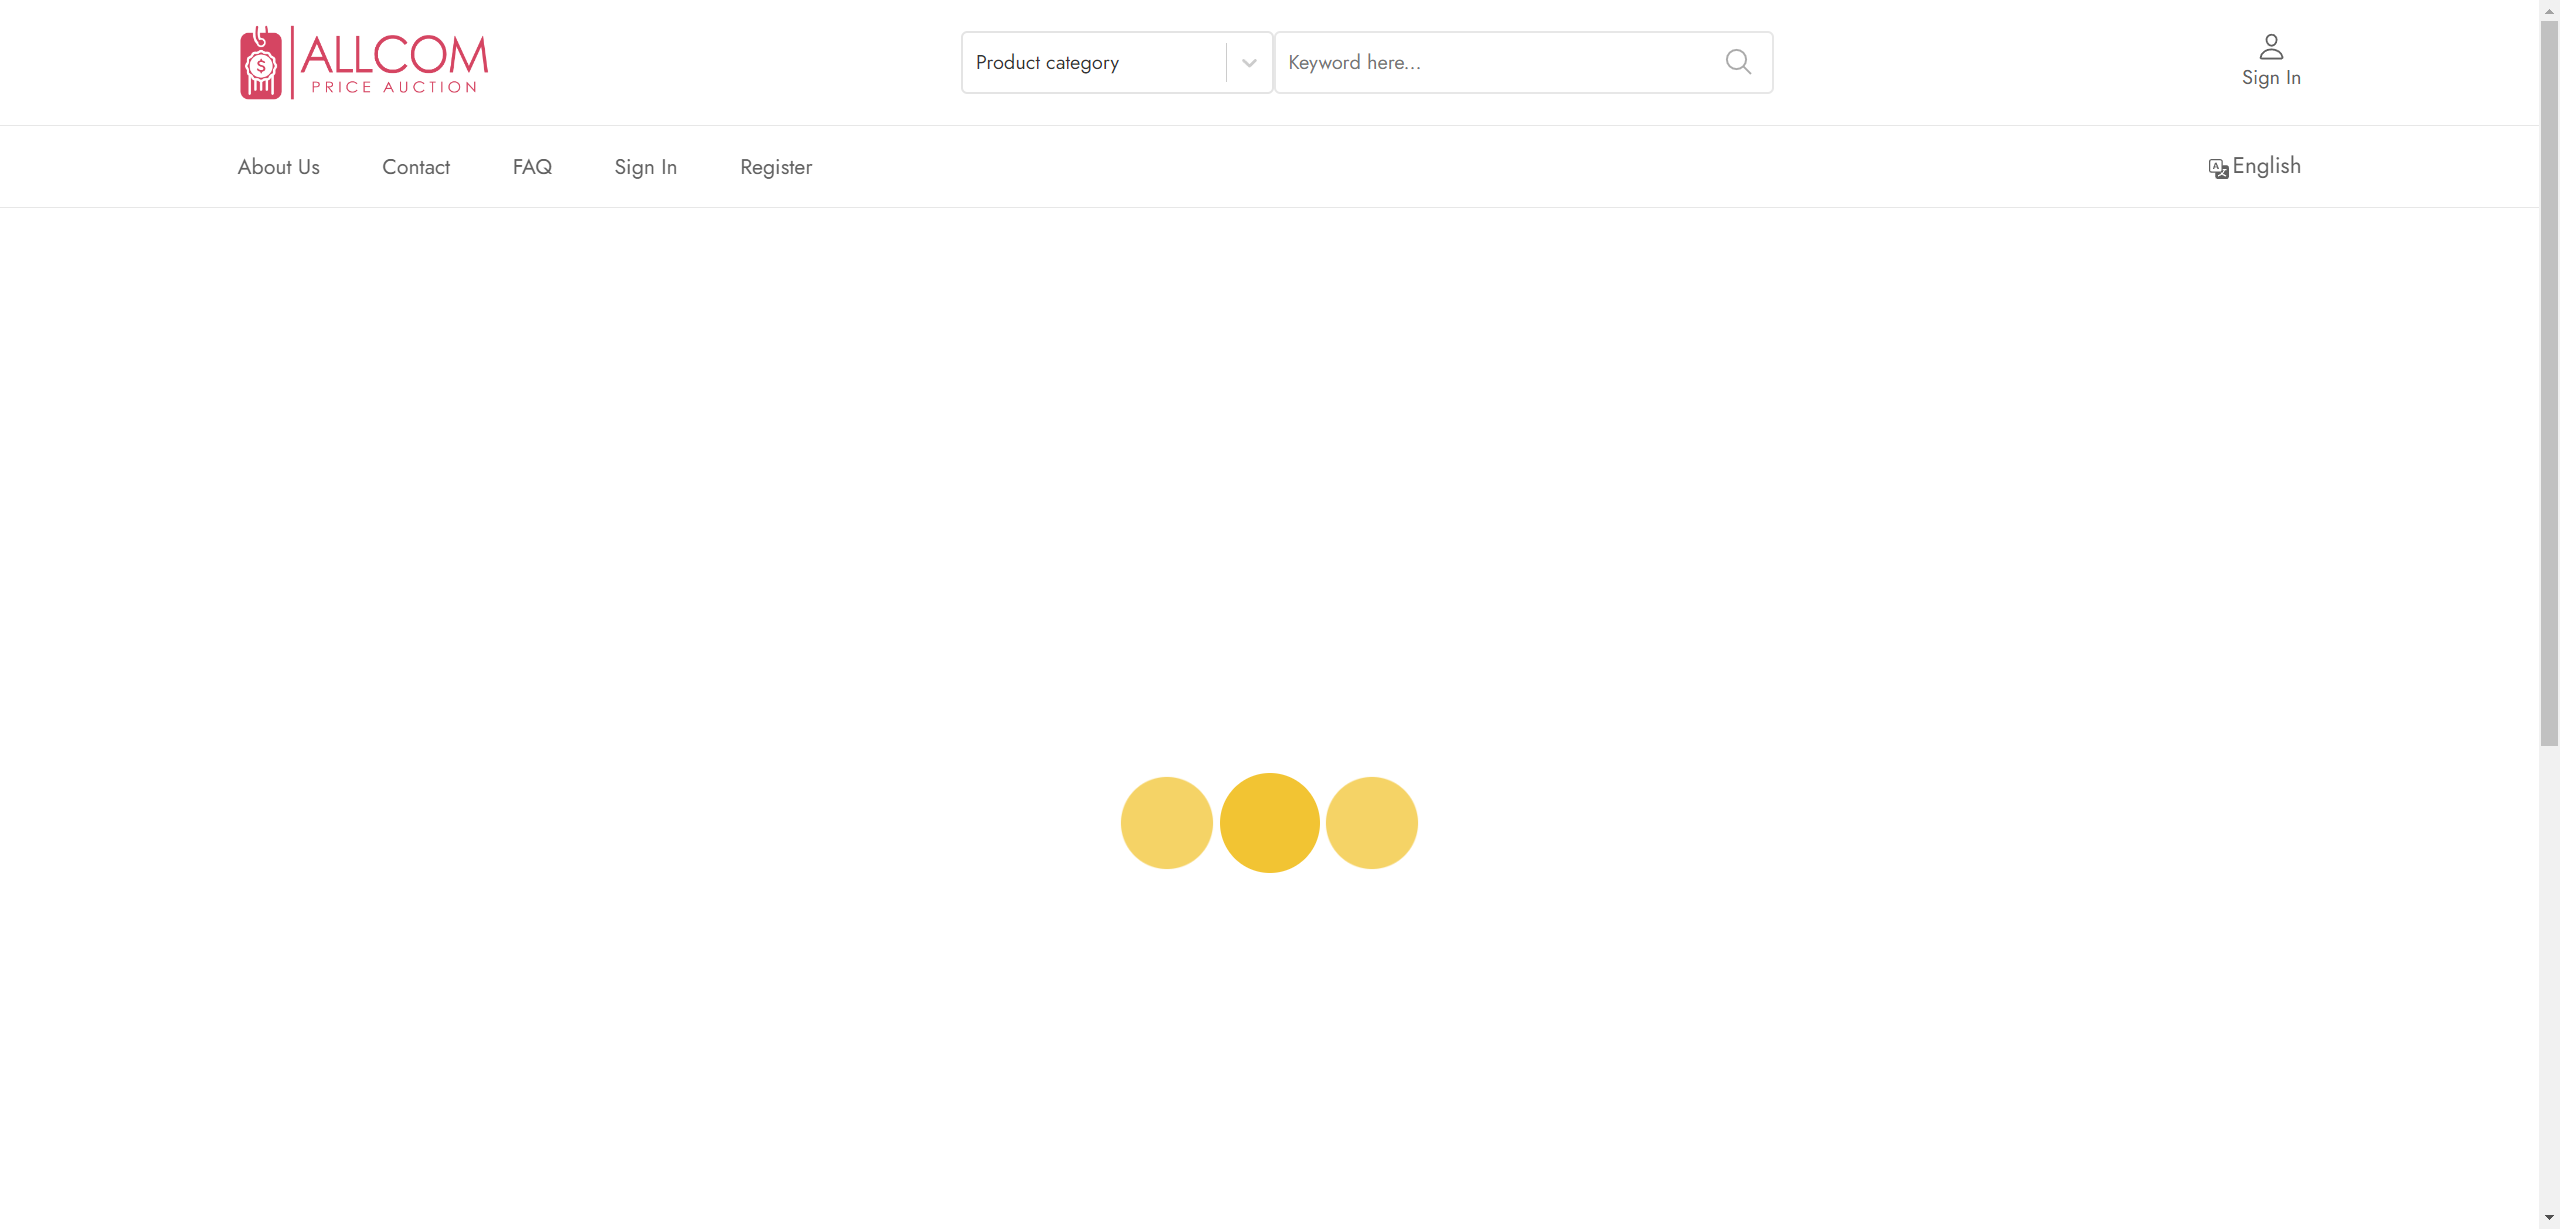 $ ALLCOM
PRICE AUCTION
Product category
Keyword here...
Sign In
About Us
Contact
FAQ
Sign In
Register
English